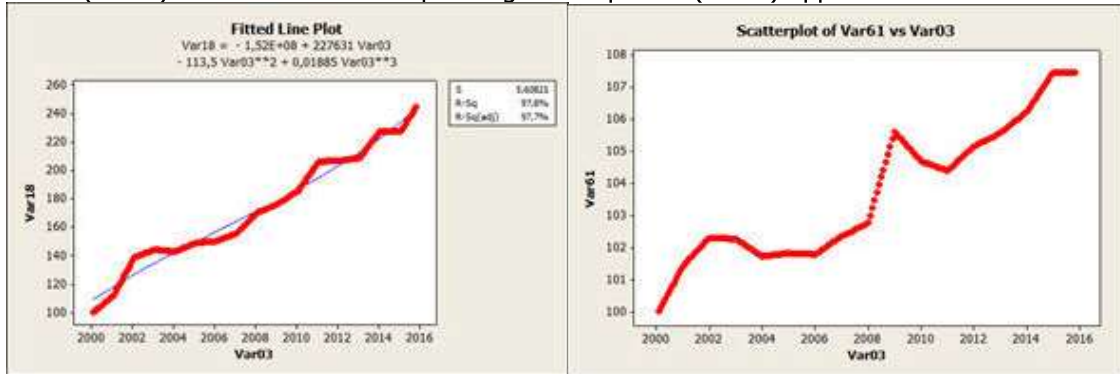 Fitted Line Plot
Var18 = - 1,52E+08 + 227631 Var03
- 113,5 Var03**2 + 0,01885 Var03**3
S 5,60821
R-Sq 97,8%
R-Sq(adj) 97,7%
260
240
220
200
180
160
140
120
100
Var18
2000 2002 2004 2006 2008 2010 2012 2014 2016
Var03
Scatterplot of Var61 vs Var03
108
107
106
105
104
103
102
101
100
Var61
2000 2002 2004 2006 2008 2010 2012 2014 2016
Var03